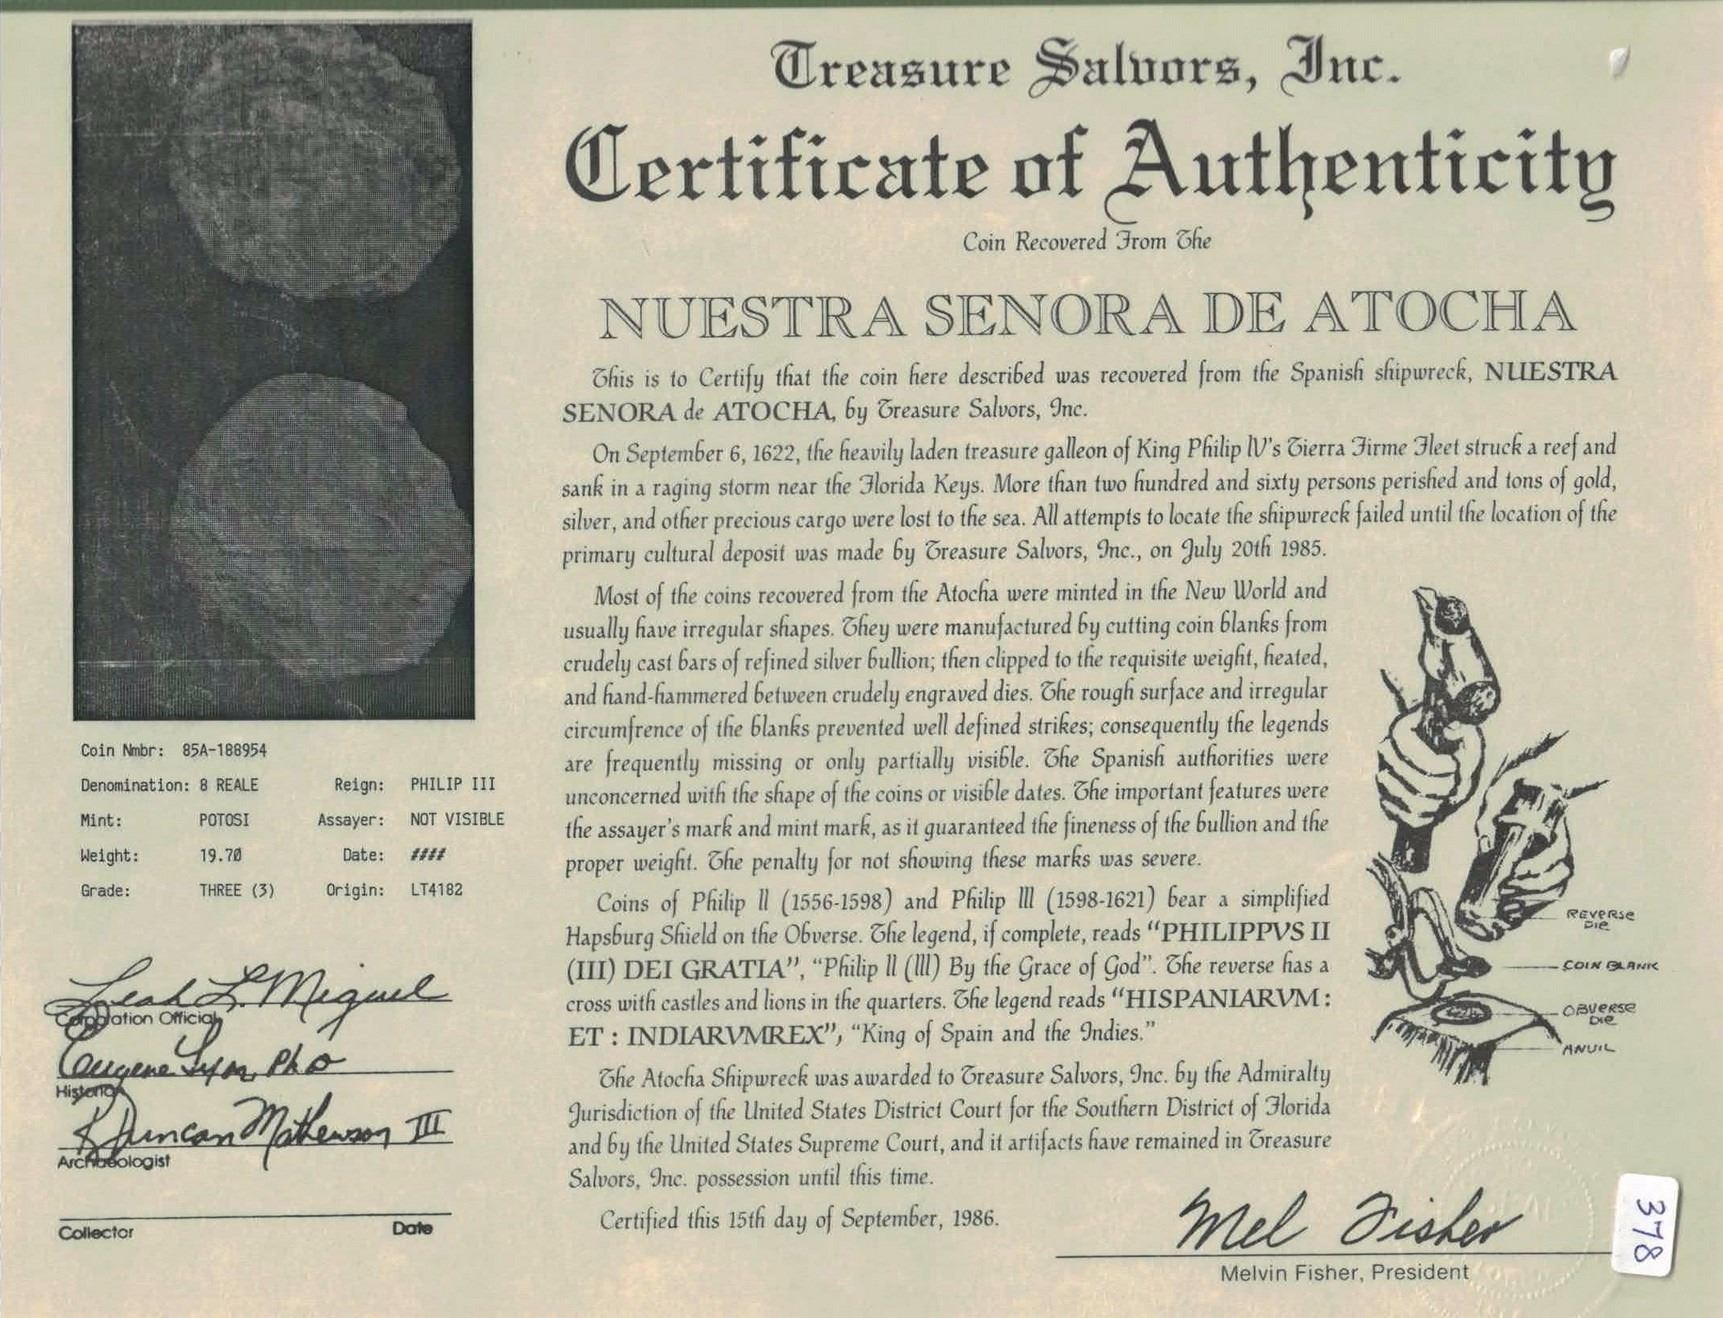 Treasure Salvors, Inc.
Certificate of Authenticity
Coin Recovered From The
NUESTRA SENORA DE ATOCHA
This is to Certify that the coin here described was recovered from the Spanish shipwreck, NUESTRA
SENORA de ATOCHA, by Treasure Salvors, Inc.
On September 6, 1622, the heavily laden treasure galleon of King Philip IV's Tierra Firme Fleet struck a reef and
sank in a raging storm near the Florida Keys. More than two hundred and sixty persons perished and tons of gold,
silver, and other precious cargo were lost to the sea. All attempts to locate the shipwreck failed until the location of the
primary cultural deposit was made by Treasure Salvors, Inc., on July 20th 1985.
Most of the coins recovered from the Atocha were minted in the New World and
usually have irregular shapes. They were manufactured by cutting coin blanks from
crudely cast bars of refined silver bullion; then clipped to the requisite weight, heated,
and hand-hammered between crudely engraved dies. The rough surface and irregular
circumfrence of the blanks prevented well defined strikes; consequently the legends
are frequently missing or only partially visible. The Spanish authorities were
unconcerned with the shape of the coins or visible dates. The important features were
the assayer's mark and mint mark, as it guaranteed the fineness of the bullion and the
proper weight. The penalty for not showing these marks was severe.
Coins of Philip II (1556-1598) and Philip III (1598-1621) bear a simplified
Hapsburg Shield on the Obverse. The legend, if complete, reads "PHILIPPVS II
(III) DEI GRATIA", "Philip II (III) By the Grace of God". The reverse has a
cross with castles and lions in the quarters. The legend reads "HISPANIARVM :
ET : INDIARVMREX", "King of Spain and the Indies."
The Atocha Shipwreck was awarded to Treasure Salvors, Inc. by the Admiralty
Jurisdiction of the United States District Court for the Southern District of Florida
and by the United States Supreme Court, and it artifacts have remained in Treasure
Salvors, Inc. possession until this time.
Certified this 15th day of September, 1986.
Mel Fisher
Melvin Fisher, President
REVERSE
DIE
COIN BLANK
OBVERSE
DIE
ANVIL
378
Coin Nmbr: 85A-188954
Denomination: 8 REALE Reign: PHILIP III
Mint: POTOSI Assayer: NOT VISIBLE
Weight: 19.70 Date: ####
Grade: THREE (3) Origin: LT4182
Leah L. Miguel
Corporation Official
Eugene Lyon, PhD
Historian
R Duncan Mathewson III
Archaeologist
Collector Date